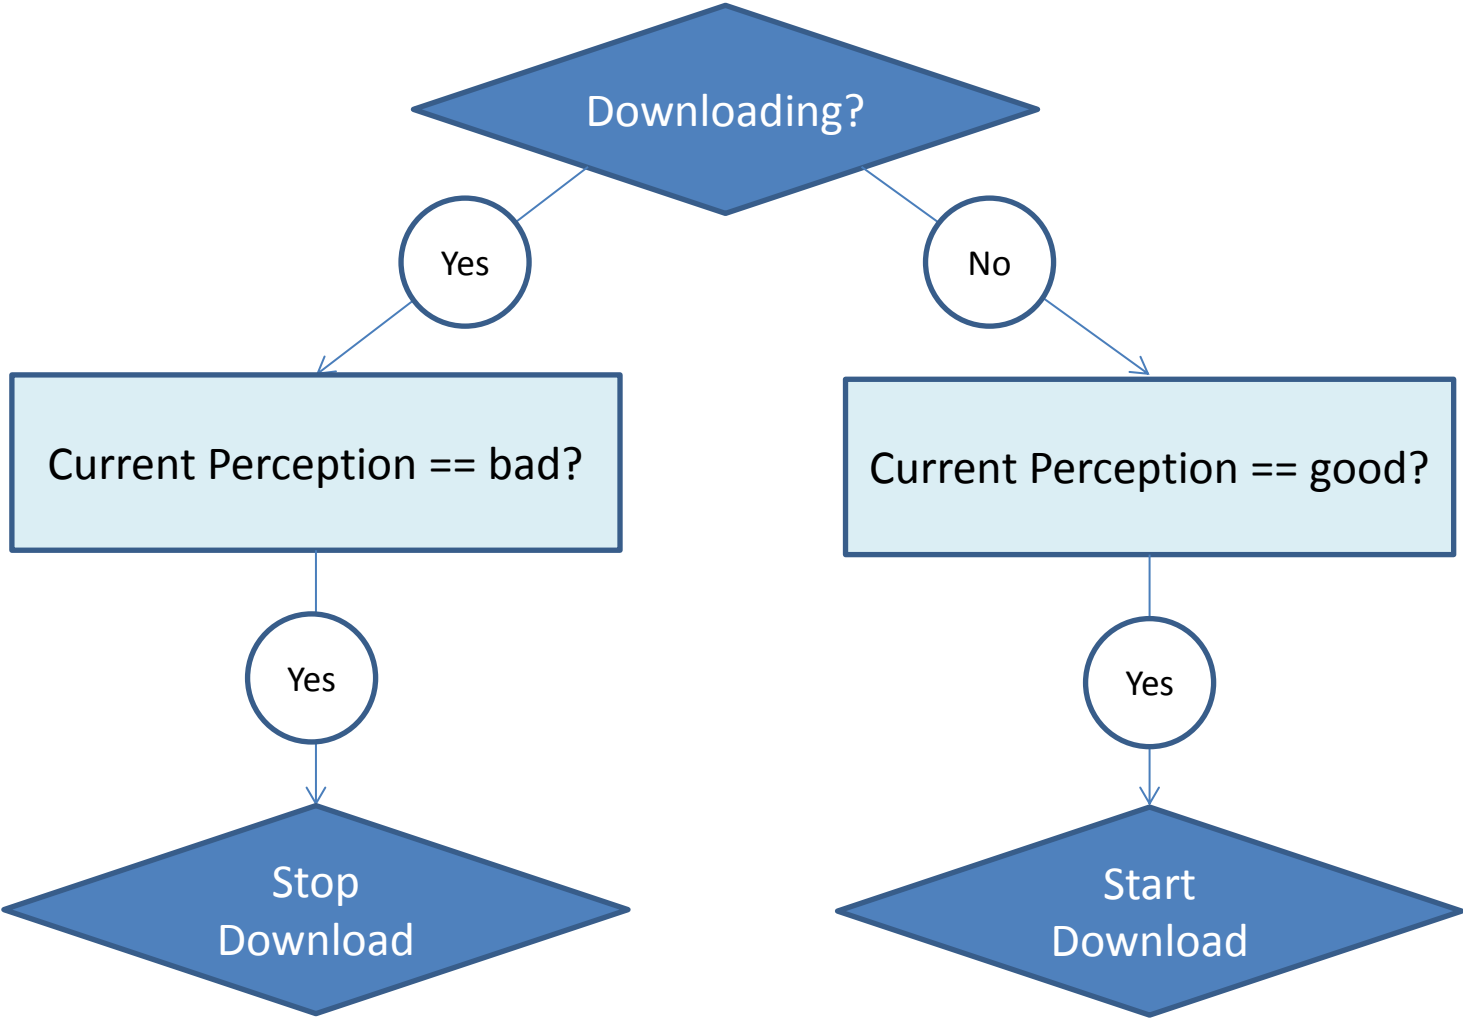 Downloading?
Yes
No
Current Perception == bad?
Current Perception == good?
Yes
Yes
Stop
Download
Start
Download